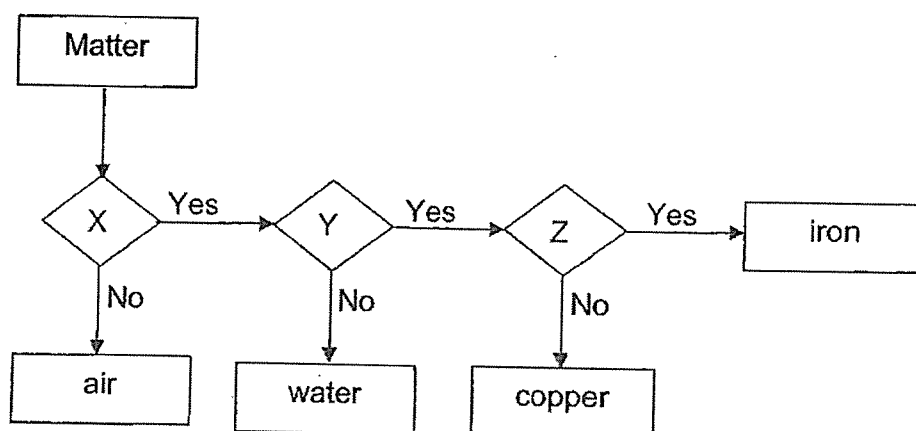 Matter
X
Yes
Y
Yes
Z
Yes
iron
No
No
No
air
water
copper